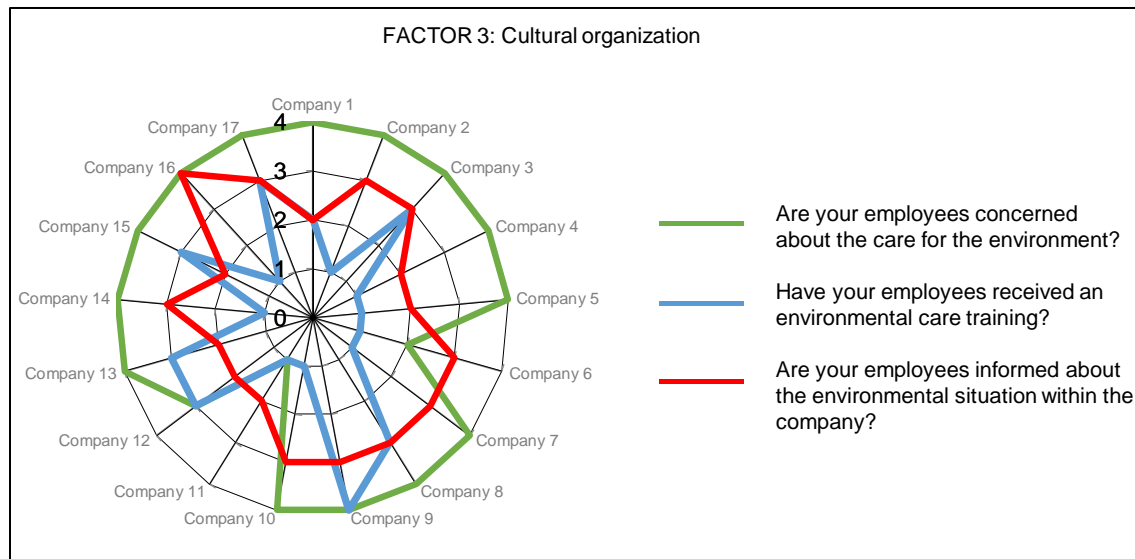 FACTOR 3: Cultural organization
Company 1
Company 2
Company 3
Company 4
Company 5
Company 6
Company 7
Company 8
Company 9
Company 10
Company 11
Company 12
Company 13
Company 14
Company 15
Company 16
Company 17
4
3
2
1
0
Are your employees concerned
about the care for the environment?
Have your employees received an
environmental care training?
Are your employees informed about
the environmental situation within the
company?